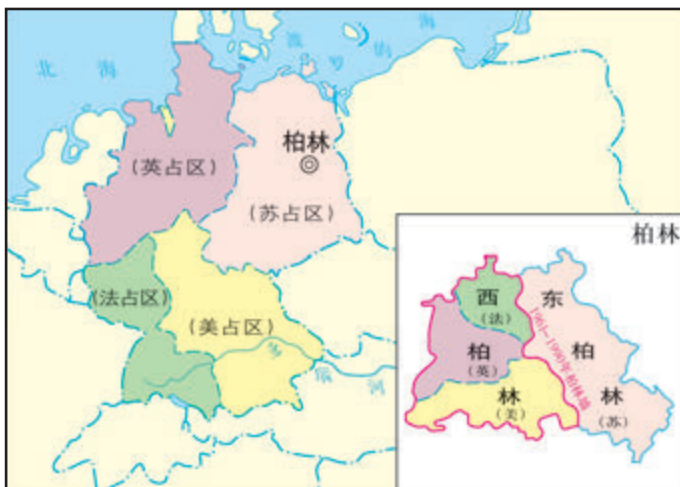 北海
波罗的海
柏林
(英占区)
(苏占区)
(法占区)
(美占区)
多瑙河
柏林
西
(法)
柏
(英)
林
(美)
东
柏
林
(苏)
1961-1990年柏林墙